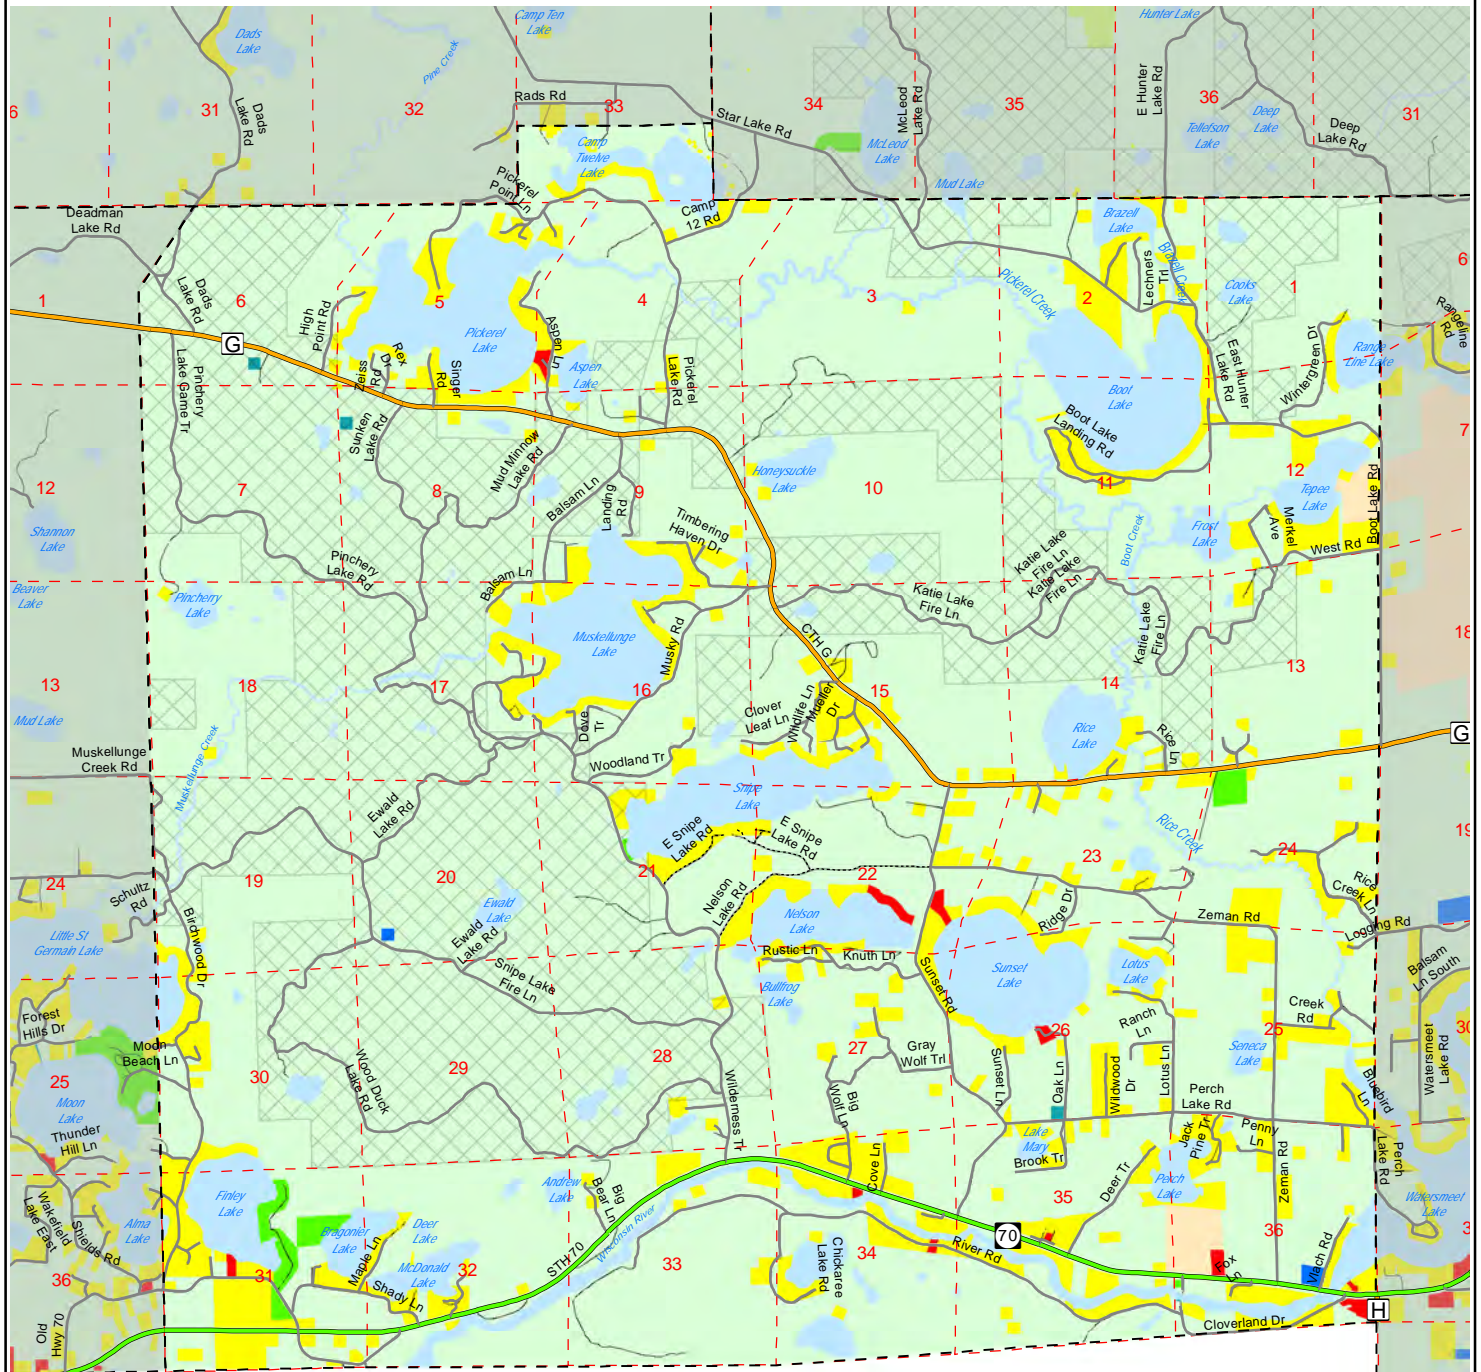 Camp Ten
Lake
Hunter Lake
Dads
Lake
Pine Creek
E Hunter
Lake Rd
6
31
32
33
34
35
36
31
Rads Rd
Dads
Lake Rd
Star Lake Rd
McLeod
Lake Rd
McLeod
Lake
Deep
Lake
Tellefson
Lake
Deep
Lake Rd
Camp
Twelve
Lake
Mud Lake
Pickerel
Point Ln
Camp
12 Rd
Deadman
Lake Rd
Brazell
Lake
Brazell Creek
Lechners
Trl
Pickerel Creek
Cooks
Lake
1
6
5
4
3
2
1
6
Dads
Lake Rd
High
Point Rd
Pickerel
Lake
Aspen Ln
Aspen
Lake
Rangeline
Rd
Range
Line Lake
Wintergreen Dr
G
Pinchery
Lake Game Tr
Zeiss
Rd
Rex
Dr
Singer
Rd
Pickerel
Lake Rd
East Hunter
Lake Rd
Boot
Lake
Boot Lake
Landing Rd
Sunken
Lake Rd
Mud Minnow
Lake Rd
Honeysuckle
Lake
7
12
7
8
9
10
11
12
Balsam Ln
Landing
Rd
Tepee
Lake
Boot Lake Rd
Shannon
Lake
Timbering
Haven Dr
Boot Creek
Frost
Lake
Merkel
Ave
West Rd
Pinchery
Lake Rd
Katie Lake
Fire Ln
Katie Lake
Fire Ln
Katie Lake
Fire Ln
Katie Lake
Fire Ln
Beaver
Lake
Pincherry
Lake
Balsam Ln
Muskellunge
Lake
Musky Rd
CTH G
18
13
18
17
16
15
14
13
Mud Lake
Clover
Leaf Ln
Wildlife Ln
Mueller
Dr
Dove
Tr
Rice
Lake
Rice Ln
G
Muskellunge
Creek Rd
Muskellunge Creek
Woodland Tr
Snipe
Lake
Ewald
Lake Rd
E Snipe
Lake Rd
E Snipe
Lake Rd
Rice Creek
19
24
19
20
21
22
23
24
Schultz
Rd
Birchwood Dr
Ewald
Lake
Nelson
Lake Rd
Nelson
Lake
Ridge Dr
Rice
Creek Ln
Zeman Rd
Logging Rd
Little St
Germain Lake
Ewald
Lake Rd
Rustic Ln
Knuth Ln
Snipe Lake
Fire Ln
Bullfrog
Lake
Sunset Rd
Sunset
Lake
Lotus
Lake
Balsam
Ln South
Forest
Hills Dr
Ranch
Ln
Creek
Rd
Moon
Beach Ln
Gray
Wolf Trl
Seneca
Lake
Watersmeet
Lake Rd
25
30
29
28
27
26
25
30
Moon
Lake
Wood Duck
Lake Rd
Wilderness Tr
Big
Wolf Ln
Sunset Ln
Oak Ln
Wildwood
Dr
Lotus Ln
Perch
Lake Rd
Bluebird
Ln
Thunder
Hill Ln
Lake
Mary
Brook Tr
Jack
Pine Tr
Penny
Ln
Zeman Rd
Perch
Lake Rd
Cove Ln
Deer Tr
Perch
Lake
Watersmeet
Lake
Wakefield
Lake East
Shields Rd
Alma
Lake
Finley
Lake
Bragonier
Lake
Deer
Lake
Andrew
Lake
Big
Bear Ln
Wisconsin River
STH 70
Maple Ln
McDonald
Lake
Shady Ln
Chickaree
Lake Rd
70
River Rd
Fox
Ln
Vlach Rd
36
31
32
33
34
35
36
3
Old
Hwy 70
Cloverland Dr
H